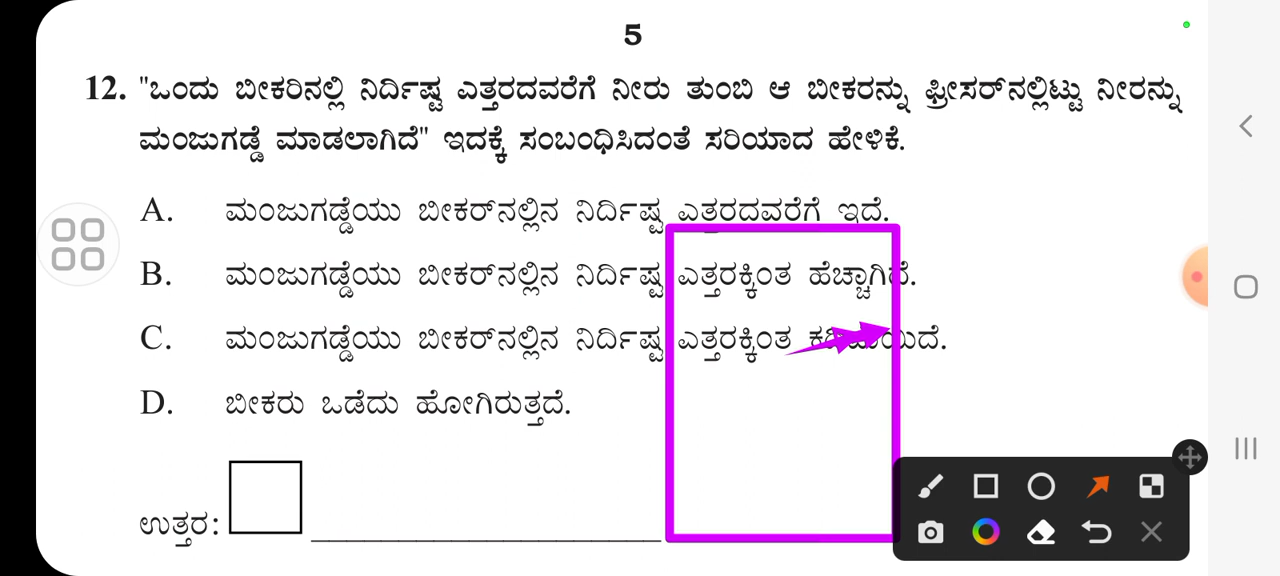 5
12. "ಒಂದು ಬೀಕರಿನಲ್ಲಿ ನಿರ್ದಿಷ್ಟ ಎತ್ತರದವರೆಗೆ ನೀರು ತುಂಬಿ ಆ ಬೀಕರನ್ನು ಫ್ರೀಸರ್‌ನಲ್ಲಿಟ್ಟು ನೀರನ್ನು
ಮಂಜುಗಡ್ಡೆ ಮಾಡಲಾಗಿದೆ" ಇದಕ್ಕೆ ಸಂಬಂಧಿಸಿದಂತೆ ಸರಿಯಾದ ಹೇಳಿಕೆ.
A. ಮಂಜುಗಡ್ಡೆಯು ಬೀಕರ್‌ನಲ್ಲಿನ ನಿರ್ದಿಷ್ಟ ಎತ್ತರದವರೆಗೆ ಇದೆ.
B. ಮಂಜುಗಡ್ಡೆಯು ಬೀಕರ್‌ನಲ್ಲಿನ ನಿರ್ದಿಷ್ಟ ಎತ್ತರಕ್ಕಿಂತ ಹೆಚ್ಚಾಗಿದೆ.
C. ಮಂಜುಗಡ್ಡೆಯು ಬೀಕರ್‌ನಲ್ಲಿನ ನಿರ್ದಿಷ್ಟ ಎತ್ತರಕ್ಕಿಂತ
D. ಬೀಕರು ಒಡೆದು ಹೋಗಿರುತ್ತದೆ.
ಉತ್ತರ: